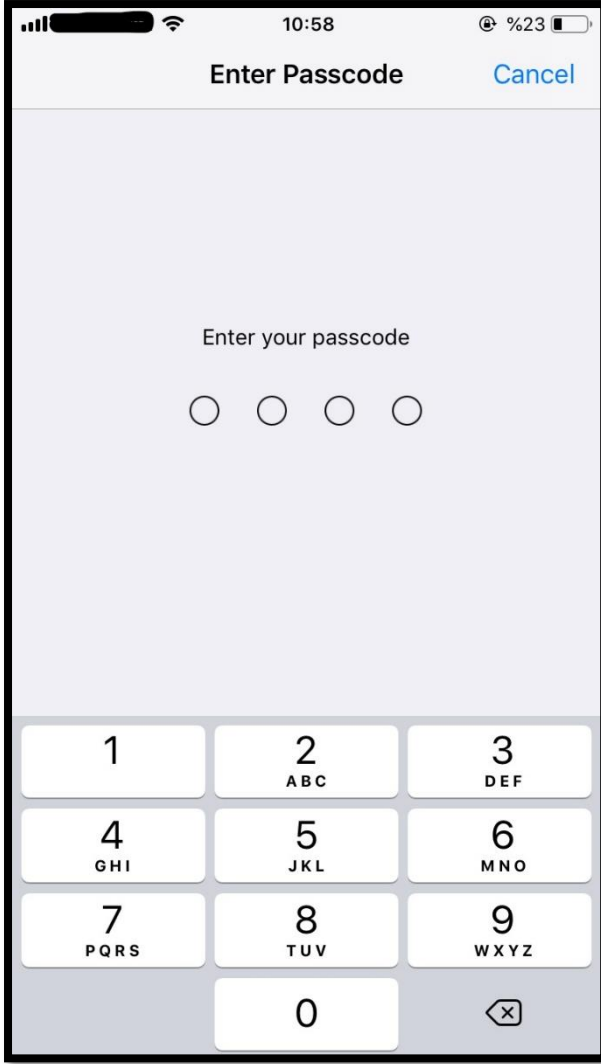 10:58 %23
Enter Passcode Cancel
Enter your passcode
1 2 3
ABC DEF
4 5 6
GHI JKL MNO
7 8 9
PQRS TUV WXYZ
0